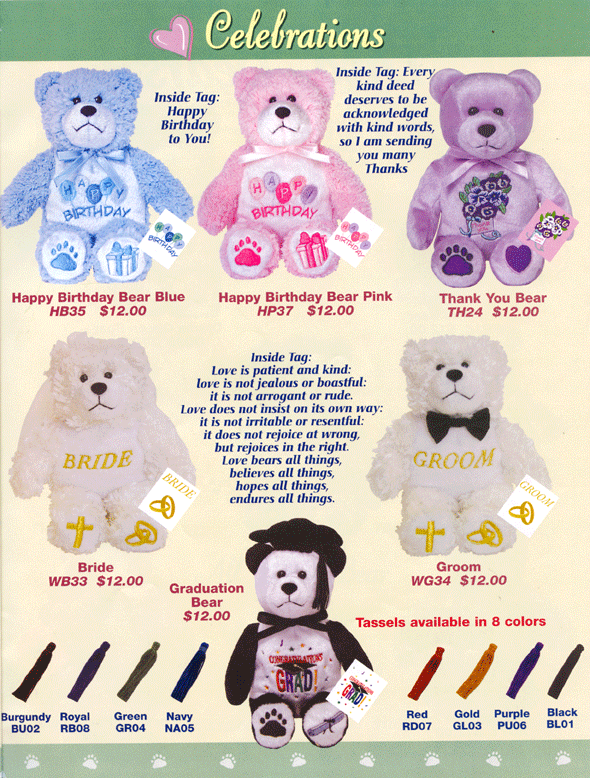 Celebrations
Inside Tag:
Happy
Birthday
to You!
Inside Tag: Every
kind deed
deserves to be
acknowledged
with kind words,
so I am sending
you many
Thanks
HAPPY
BIRTHDAY
HAPPY
BIRTHDAY
HAPPY
BIRTHDAY
HAPPY
BIRTHDAY
Happy Birthday Bear Blue
HB35 $12.00
Happy Birthday Bear Pink
HP37 $12.00
Thank You Bear
TH24 $12.00
Inside Tag:
Love is patient and kind:
love is not jealous or boastful:
it is not arrogant or rude.
Love does not insist on its own way:
it is not irritable or resentful:
it does not rejoice at wrong,
but rejoices in the right.
Love bears all things,
believes all things,
hopes all things,
endures all things.
BRIDE
BRIDE
GROOM
GROOM
Bride
WB33 $12.00
Groom
WG34 $12.00
Graduation
Bear
$12.00
CONGRATULATIONS
GRAD!
GRAD!
Tassels available in 8 colors
Burgundy
BU02
Royal
RB08
Green
GR04
Navy
NA05
Red
RD07
Gold
GL03
Purple
PU06
Black
BL01